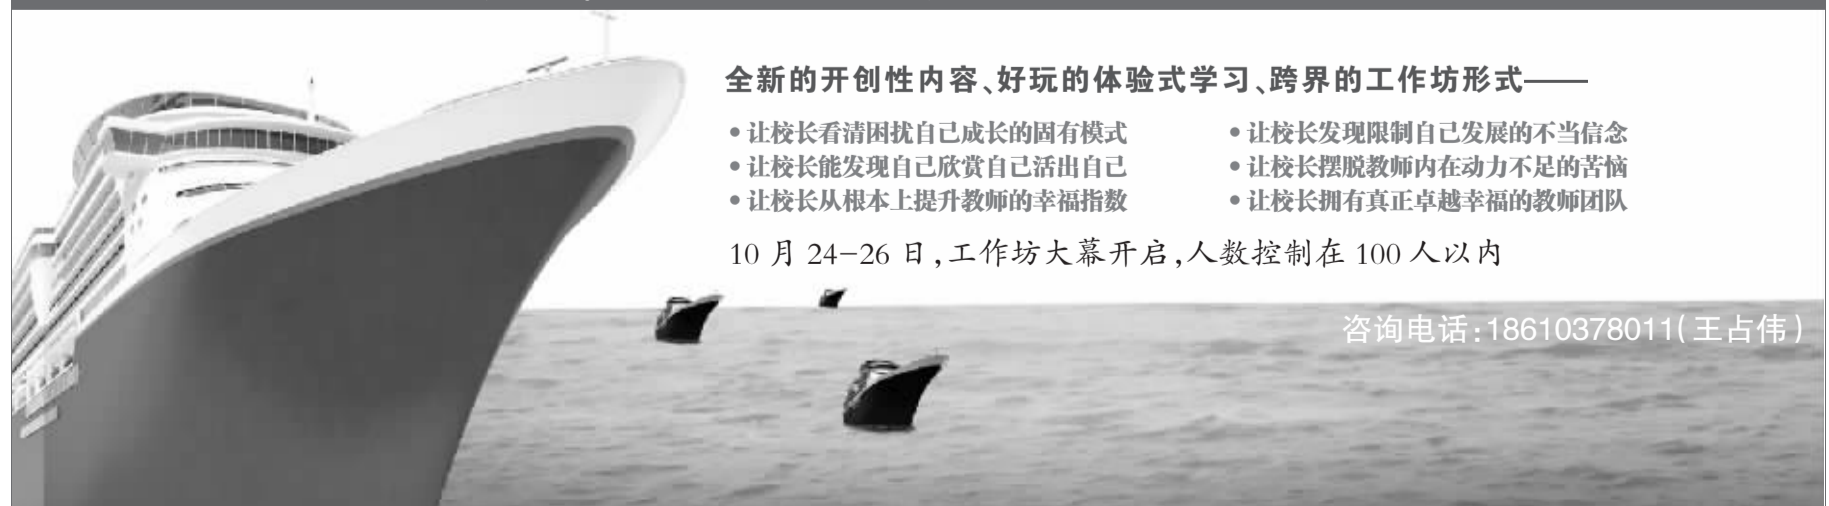 全新的开创性内容、好玩的体验式学习、跨界的工作坊形式——
•让校长看清困扰自己成长的固有模式
•让校长发现限制自己发展的不当信念
•让校长能发现自己欣赏自己活出自己
•让校长摆脱教师内在动力不足的苦恼
•让校长从根本上提升教师的幸福指数
•让校长拥有真正卓越幸福的教师团队
10月24-26日,工作坊大幕开启,人数控制在100人以内
咨询电话:18610378011(王占伟)